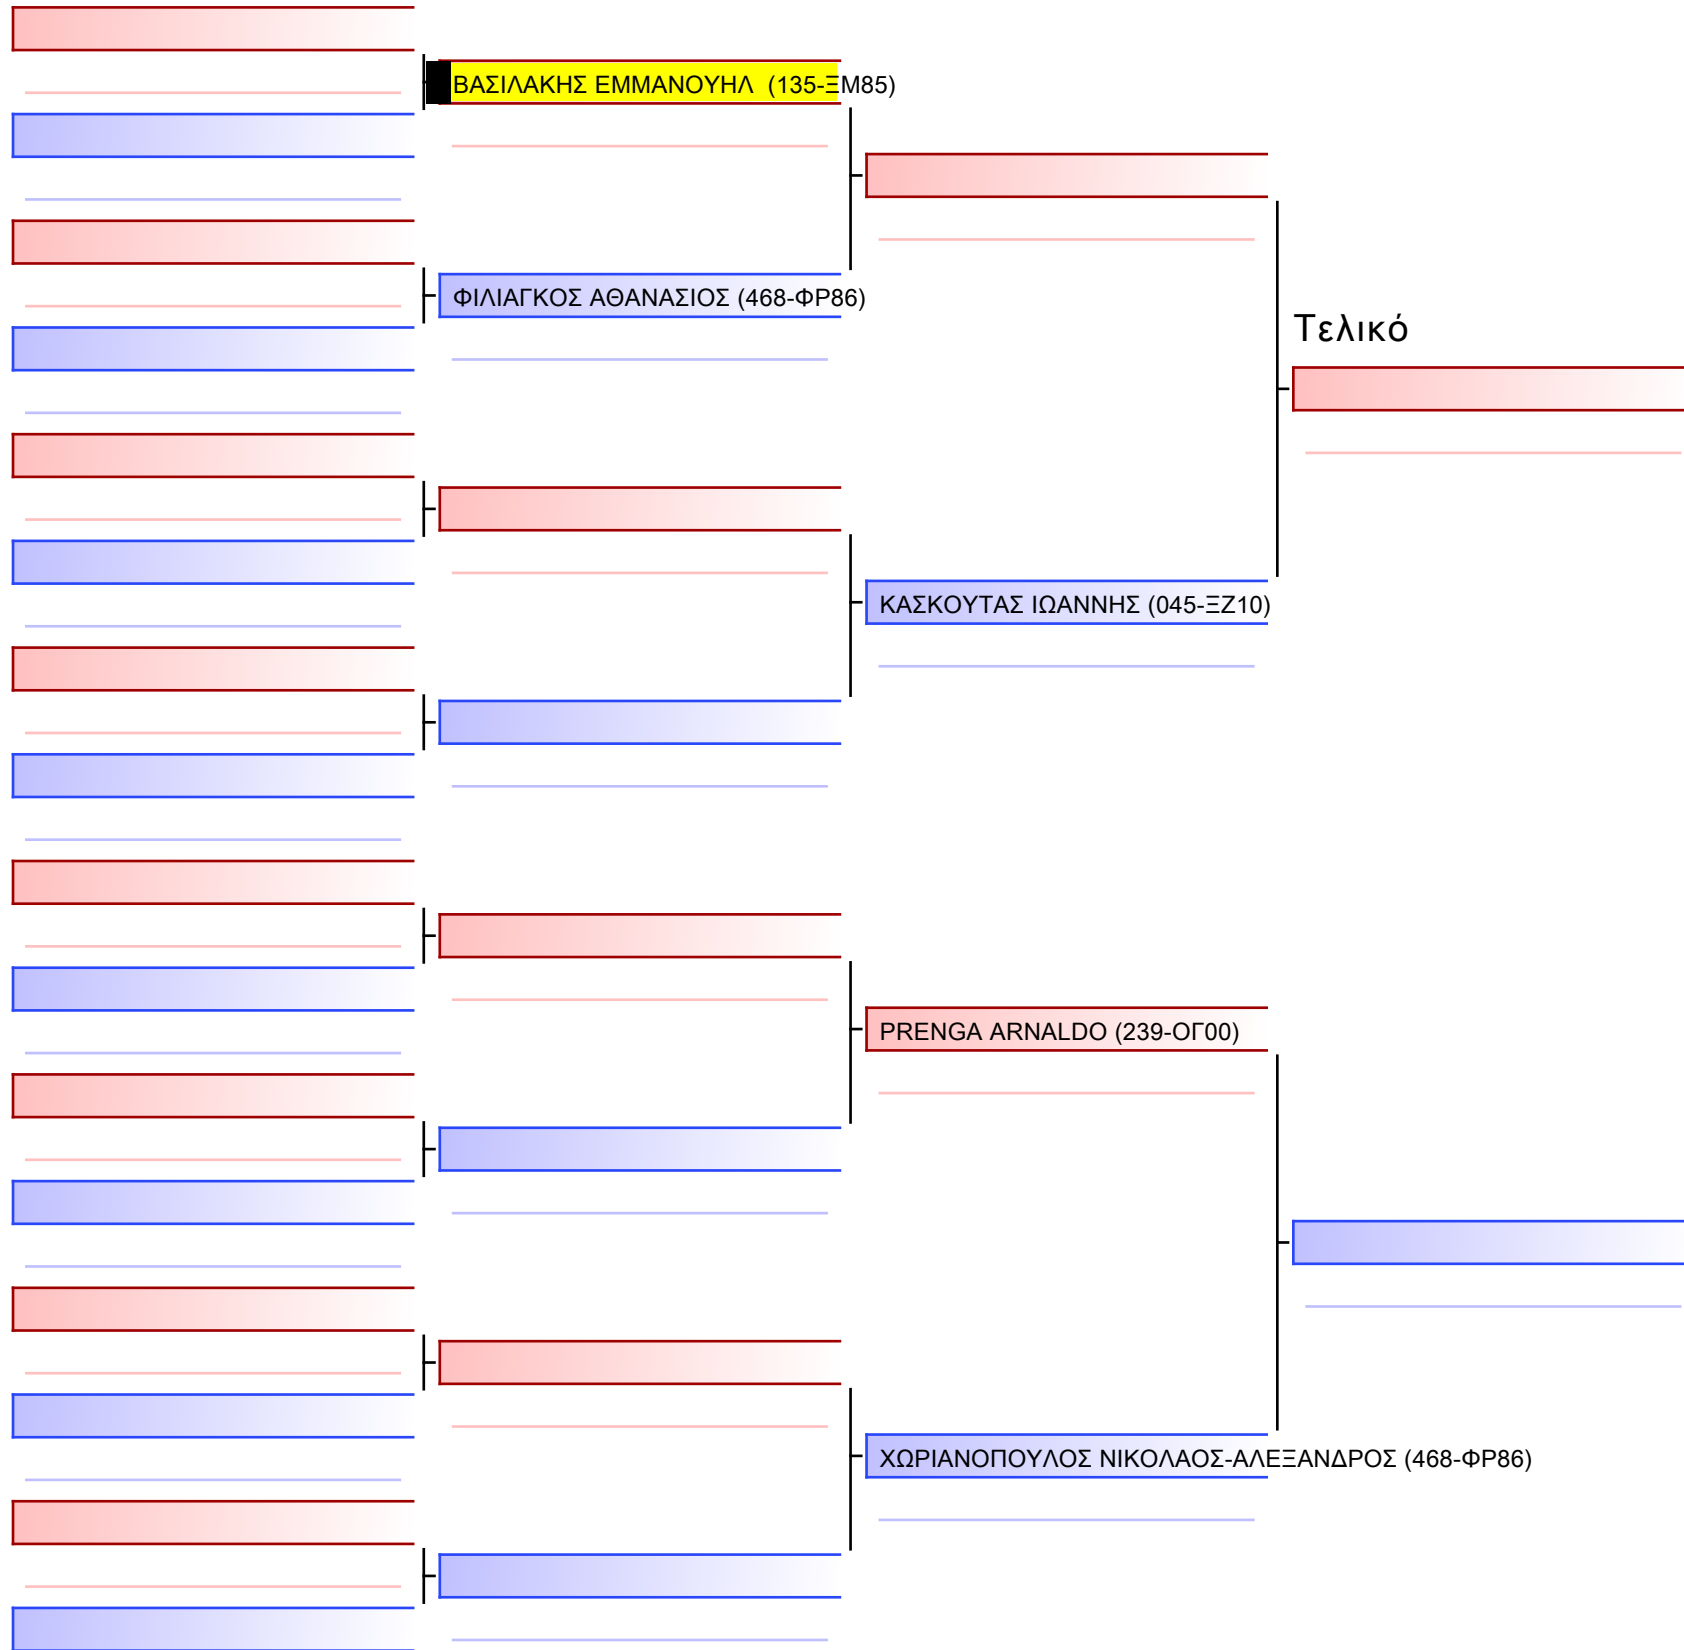 ΒΑΣΙΛΑΚΗΣ ΕΜΜΑΝΟΥΗΛ (135-ΞΜ85)
ΦΙΛΙΑΓΚΟΣ ΑΘΑΝΑΣΙΟΣ (468-ΦΡ86)
Τελικό
ΚΑΣΚΟΥΤΑΣ ΙΩΑΝΝΗΣ (045-ΞΖ10)
PRENGA ARNALDO (239-ΟΓ00)
ΧΩΡΙΑΝΟΠΟΥΛΟΣ ΝΙΚΟΛΑΟΣ-ΑΛΕΞΑΝΔΡΟΣ (468-ΦΡ86)